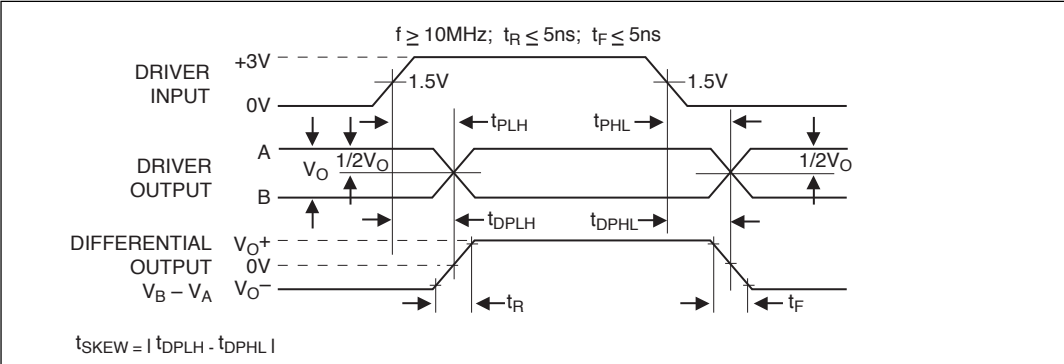 f ≥ 10MHz; tR ≤ 5ns; tF ≤ 5ns
+3V
DRIVER
INPUT
1.5V
1.5V
0V
tPLH
tPHL
A
DRIVER
OUTPUT
VO
1/2VO
1/2VO
B
tDPLH
tDPHL
DIFFERENTIAL
OUTPUT
VB – VA
VO+
0V
VO–
tR
tF
tSKEW = | tDPLH - tDPHL |